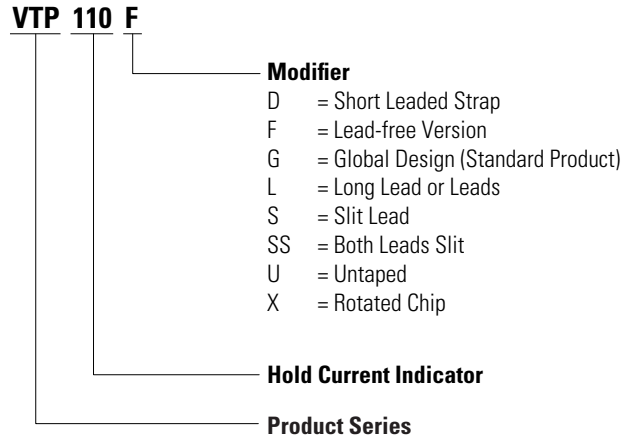 VTP 110 F
Modifier
D = Short Leaded Strap
F = Lead-free Version
G = Global Design (Standard Product)
L = Long Lead or Leads
S = Slit Lead
SS = Both Leads Slit
U = Untaped
X = Rotated Chip
Hold Current Indicator
Product Series